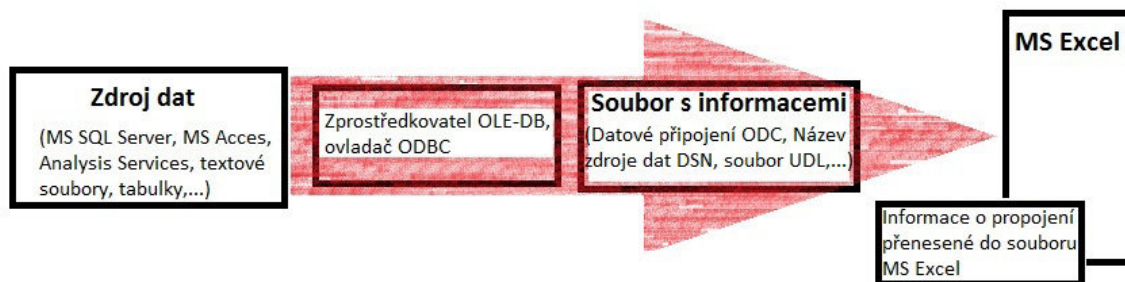 Zdroj dat
(MS SQL Server, MS Acces,
Analysis Services, textové
soubory, tabulky,...)
Zprostředkovatel OLE-DB,
ovladač ODBC
Soubor s informacemi
(Datové připojení ODC, Název
zdroje dat DSN, soubor UDL,...)
MS Excel
Informace o propojení
přenesené do souboru
MS Excel